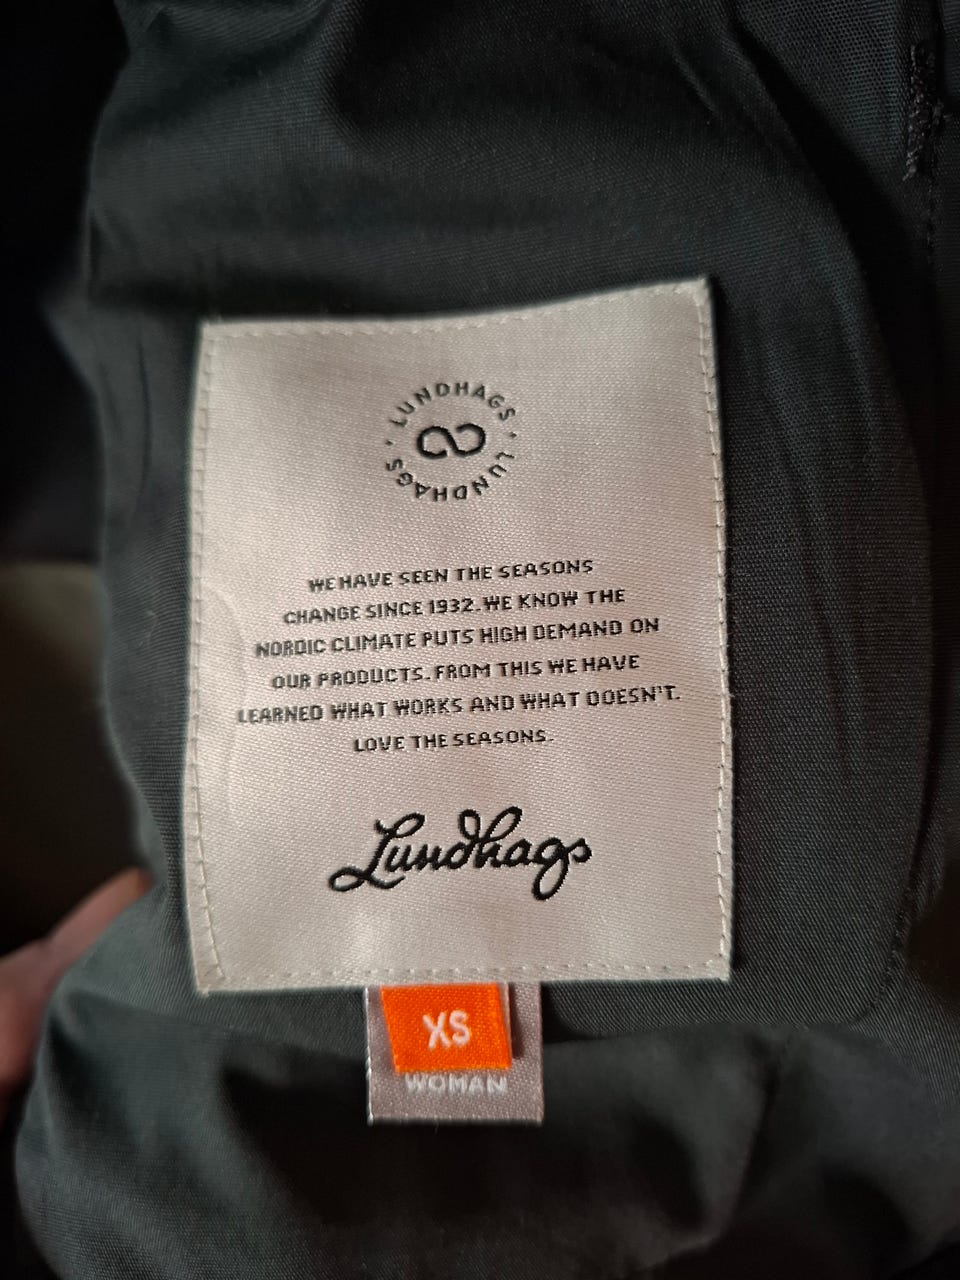 LUNDHAGS ' LUNDHAGS '
WE HAVE SEEN THE SEASONS
CHANGE SINCE 1932. WE KNOW THE
NORDIC CLIMATE PUTS HIGH DEMAND ON
OUR PRODUCTS. FROM THIS WE HAVE
LEARNED WHAT WORKS AND WHAT DOESN'T.
LOVE THE SEASONS.
Lundhags
XS
WOMAN